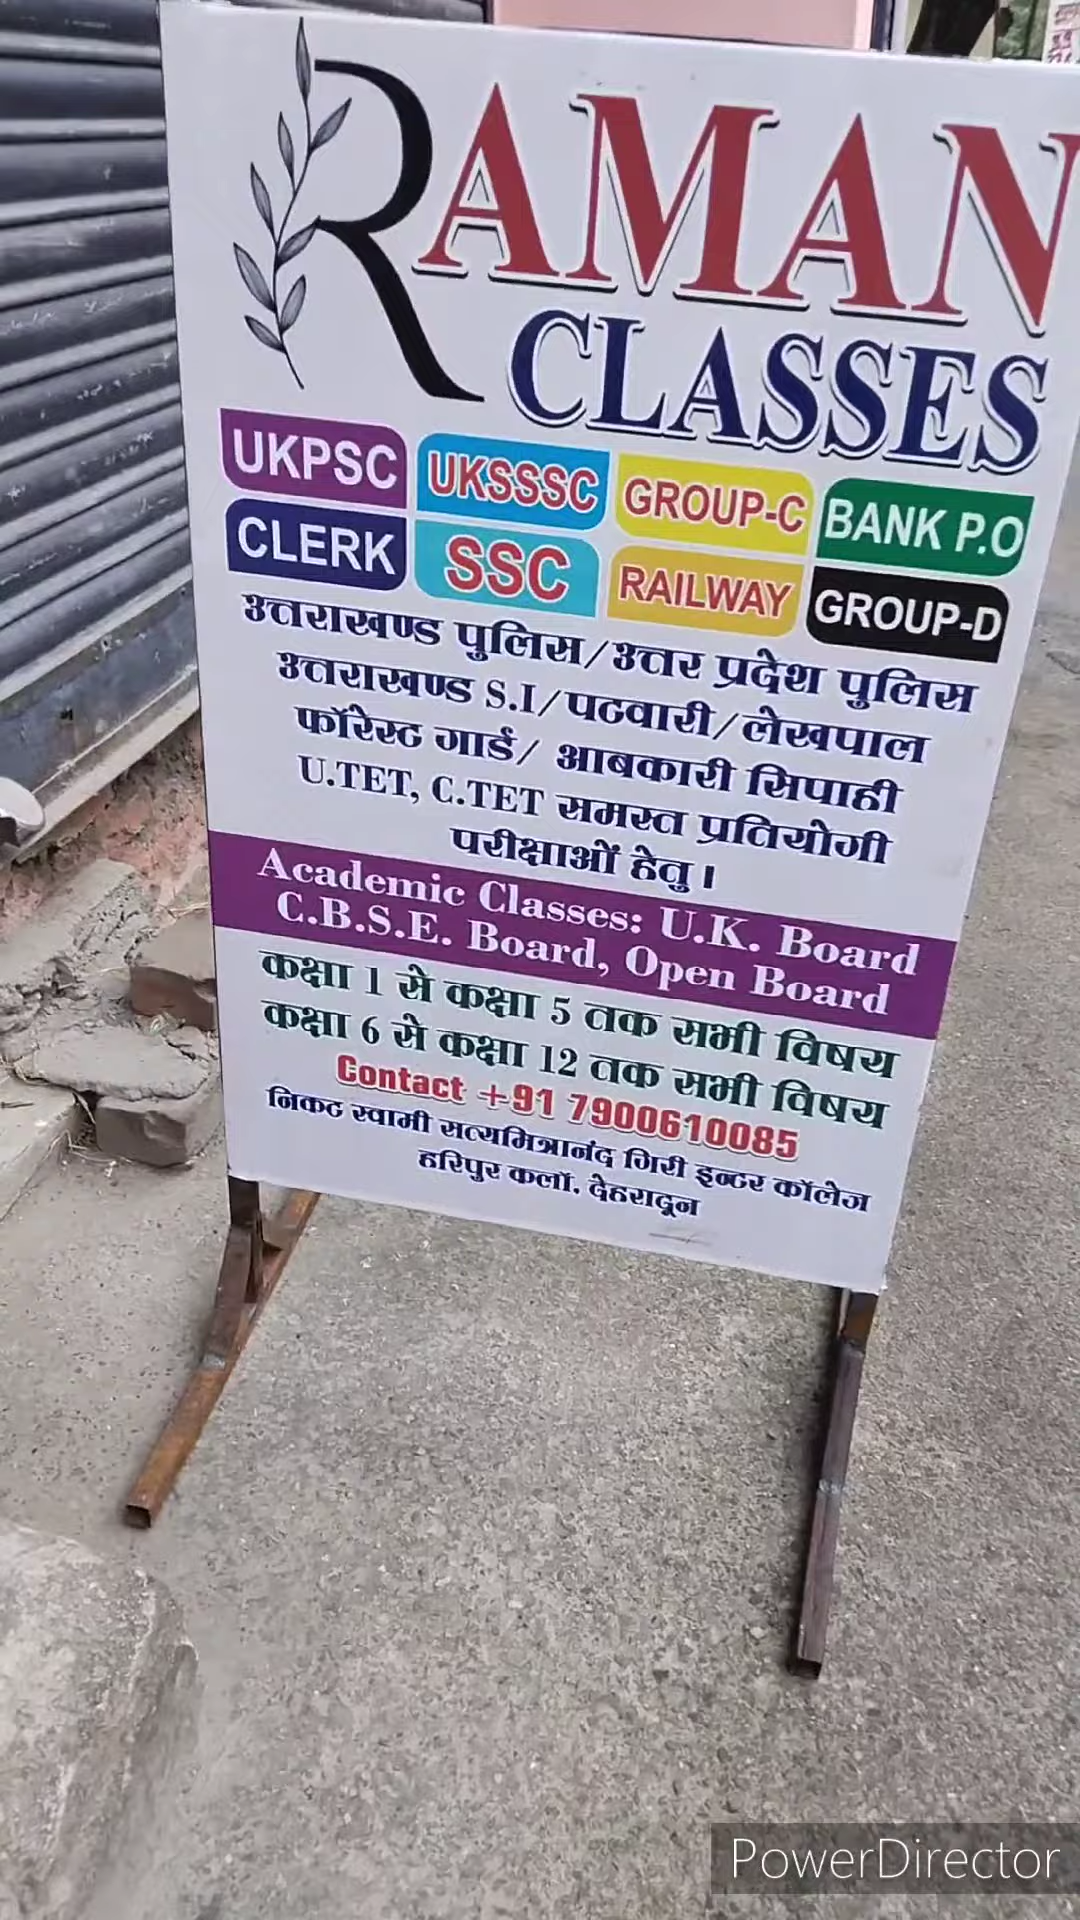 RAMAN
CLASSES
UKPSC UKSSSC GROUP-C BANK P.O
CLERK SSC RAILWAY GROUP-D
उत्तराखण्ड पुलिस/उत्तर प्रदेश पुलिस
उत्तराखण्ड S.I/पटवारी/लेखपाल
फॉरेस्ट गार्ड/ आबकारी सिपाही
U.TET, C.TET समस्त प्रतियोगी
परीक्षाओं हेतु।
Academic Classes: U.K. Board
C.B.S.E. Board, Open Board
कक्षा 1 से कक्षा 5 तक सभी विषय
कक्षा 6 से कक्षा 12 तक सभी विषय
Contact +91 7900610085
निकट स्वामी सत्यमित्रानंद गिरी इन्टर कॉलेज
हरिपुर कलॉ, देहरादून
PowerDirector